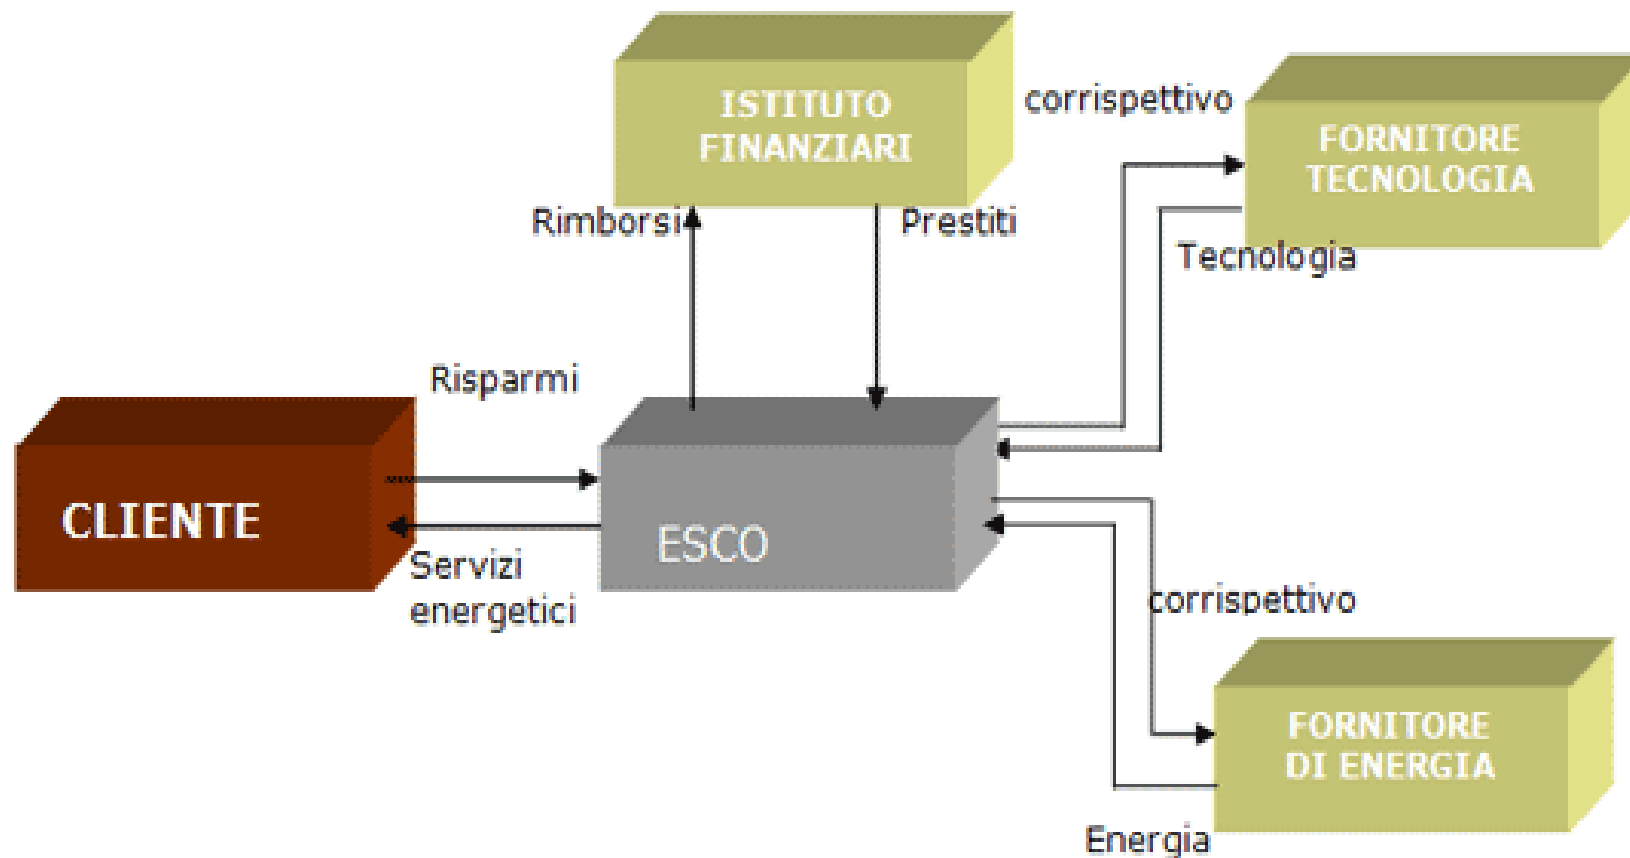 ISTITUTO
FINANZIARI
corrispettivo
FORNITORE
TECNOLOGIA
Rimborsi
Prestiti
Tecnologia
Risparmi
CLIENTE
ESCO
Servizi
energetici
corrispettivo
FORNITORE
DI ENERGIA
Energia